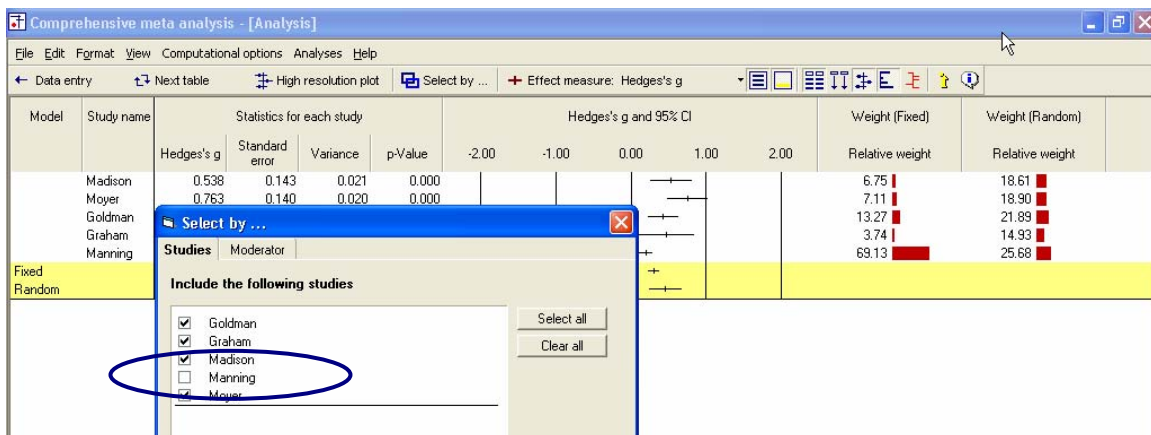 Comprehensive meta analysis - [Analysis]
File Edit Format View Computational options Analyses Help
← Data entry Next table High resolution plot Select by ... Effect measure: Hedges's g
Model Study name Statistics for each study Hedges's g and 95% CI Weight (Fixed) Weight (Random)
Hedges's g Standard error Variance p-Value -2.00 -1.00 0.00 1.00 2.00 Relative weight Relative weight
Madison 0.538 0.143 0.021 0.000 6.75 18.61
Moyer 0.763 0.140 0.020 0.000 7.11 18.90
Goldman 13.27 21.89
Graham 3.74 14.93
Manning 69.13 25.68
Fixed
Random
Select by ...
Studies Moderator
Include the following studies
Goldman
Graham
Madison
Manning
Moyer
Select all
Clear all